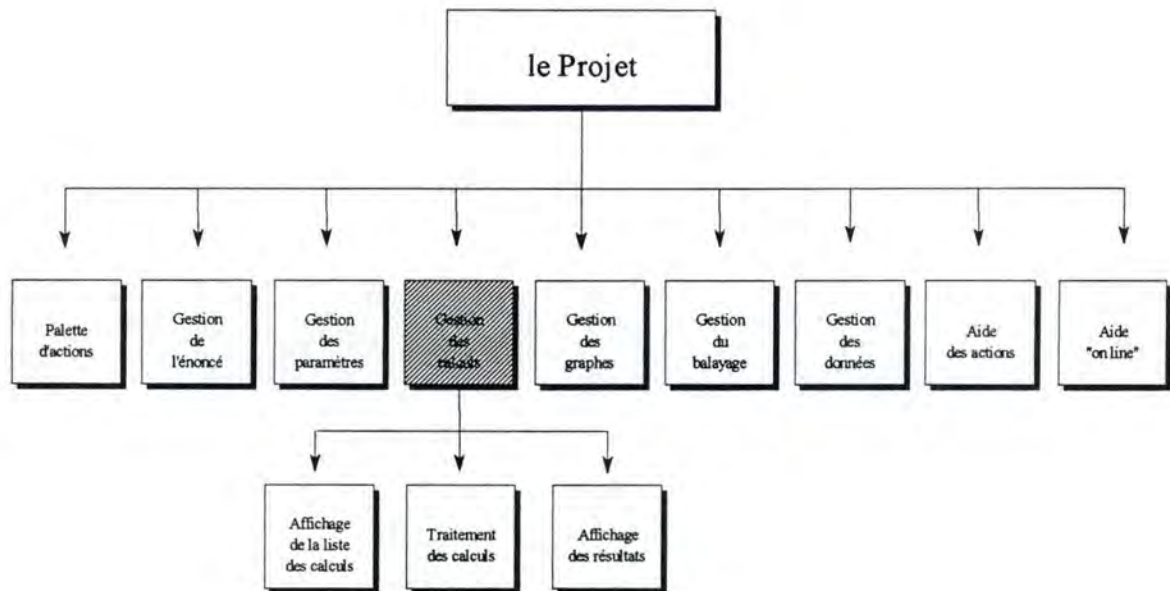 le Projet
Palette
d'actions
Gestion
de
l'énoncé
Gestion
des
paramètres
Gestion
des
calculs
Gestion
des
graphes
Gestion
du
balayage
Gestion
des
données
Aide
des actions
Aide
"on line"
Affichage
de la liste
des calculs
Traitement
des calculs
Affichage
des résultats